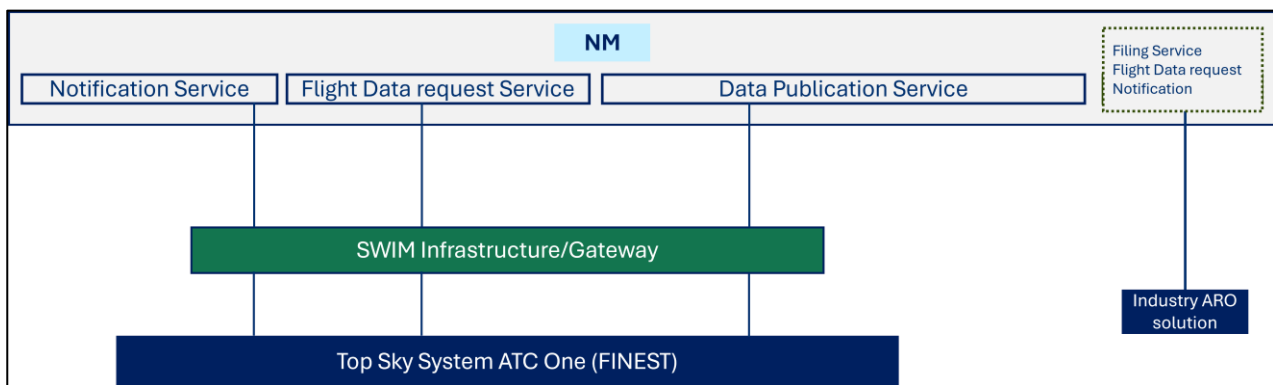 NM
Notification Service
Flight Data request Service
Data Publication Service
Filing Service
Flight Data request
Notification
SWIM Infrastructure/Gateway
Industry ARO
solution
Top Sky System ATC One (FINEST)